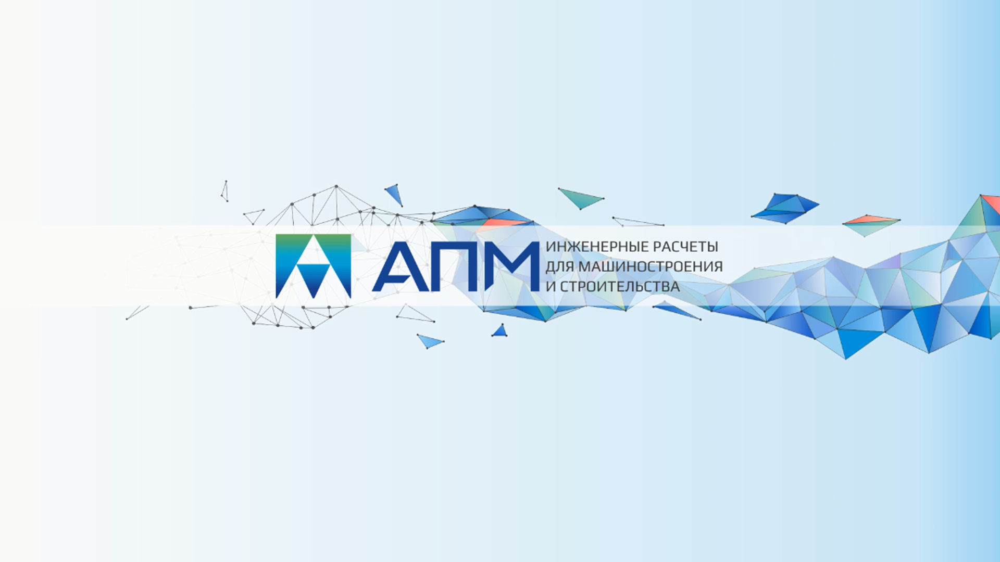 АПМ
ИНЖЕНЕРНЫЕ РАСЧЕТЫ
ДЛЯ МАШИНОСТРОЕНИЯ
И СТРОИТЕЛЬСТВА